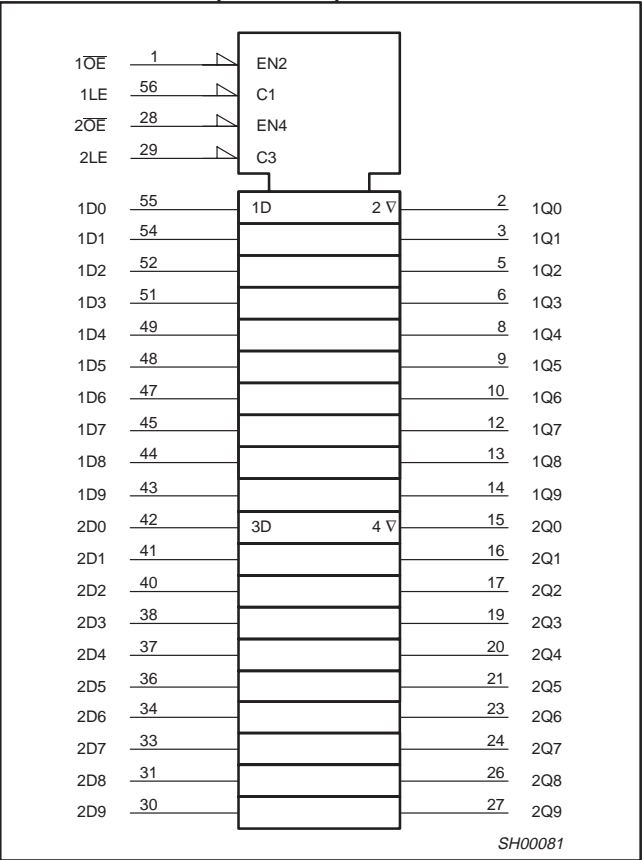 1O̅E̅ 1 EN2
1LE 56 C1
2O̅E̅ 28 EN4
2LE 29 C3
1D0 55 1D 2 ∇ 2 1Q0
1D1 54 3 1Q1
1D2 52 5 1Q2
1D3 51 6 1Q3
1D4 49 8 1Q4
1D5 48 9 1Q5
1D6 47 10 1Q6
1D7 45 12 1Q7
1D8 44 13 1Q8
1D9 43 14 1Q9
2D0 42 3D 4 ∇ 15 2Q0
2D1 41 16 2Q1
2D2 40 17 2Q2
2D3 38 19 2Q3
2D4 37 20 2Q4
2D5 36 21 2Q5
2D6 34 23 2Q6
2D7 33 24 2Q7
2D8 31 26 2Q8
2D9 30 27 2Q9
SH00081